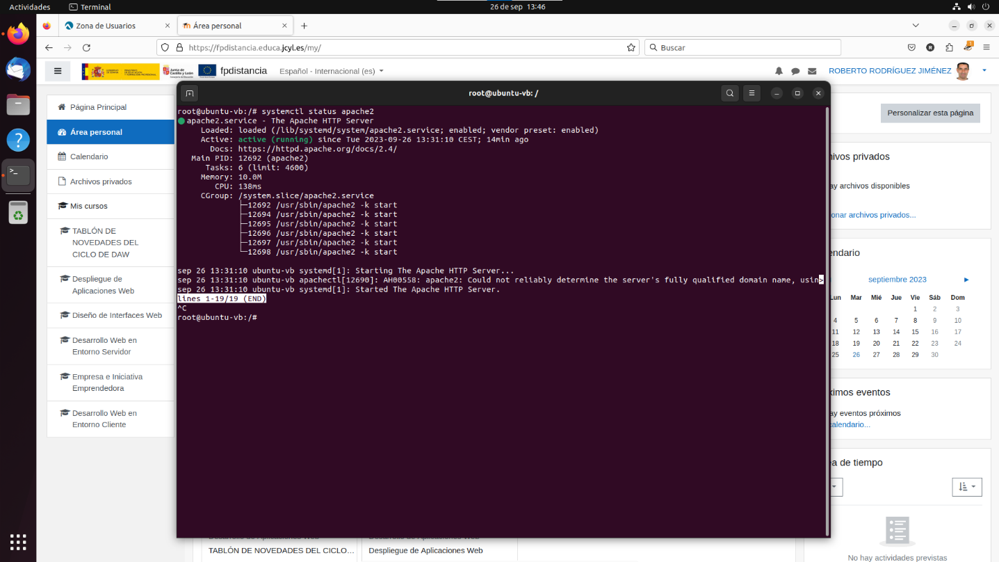 Actividades
Terminal
26 de sep 13:46
Zona de Usuarios
Área personal
https://fpdistancia.educa.jcyl.es/my/
Buscar
fpdistancia
Español - Internacional (es)
ROBERTO RODRÍGUEZ JIMÉNEZ
Página Principal
Área personal
Calendario
Archivos privados
Mis cursos
TABLÓN DE
NOVEDADES DEL
CICLO DE DAW
Despliegue de
Aplicaciones Web
Diseño de Interfaces Web
Desarrollo Web en
Entorno Servidor
Empresa e Iniciativa
Emprendedora
Desarrollo Web en
Entorno Cliente
root@ubuntu-vb: /
root@ubuntu-vb:/# systemctl status apache2
apache2.service - The Apache HTTP Server
Loaded: loaded (/lib/systemd/system/apache2.service; enabled; vendor preset: enabled)
Active: active (running) since Tue 2023-09-26 13:31:10 CEST; 14min ago
Docs: https://httpd.apache.org/docs/2.4/
Main PID: 12692 (apache2)
Tasks: 6 (limit: 4600)
Memory: 10.0M
CPU: 138ms
CGroup: /system.slice/apache2.service
├─12692 /usr/sbin/apache2 -k start
├─12694 /usr/sbin/apache2 -k start
├─12695 /usr/sbin/apache2 -k start
├─12696 /usr/sbin/apache2 -k start
├─12697 /usr/sbin/apache2 -k start
└─12698 /usr/sbin/apache2 -k start
sep 26 13:31:10 ubuntu-vb systemd[1]: Starting The Apache HTTP Server...
sep 26 13:31:10 ubuntu-vb apachectl[12690]: AH00558: apache2: Could not reliably determine the server's fully qualified domain name, usin>
sep 26 13:31:10 ubuntu-vb systemd[1]: Started The Apache HTTP Server.
lines 1-19/19 (END)
^C
root@ubuntu-vb:/#
Personalizar esta página
hivos privados
ay archivos disponibles
onar archivos privados...
endario
septiembre 2023
Lun Mar Mié Jue Vie Sáb Dom
1 2 3
4 5 6 7 8 9 10
11 12 13 14 15 16 17
18 19 20 21 22 23 24
25 26 27 28 29 30
ximos eventos
ay eventos próximos
calendario...
ea de tiempo
No hay actividades previstas
TABLÓN DE NOVEDADES DEL CICLO…
Despliegue de Aplicaciones Web